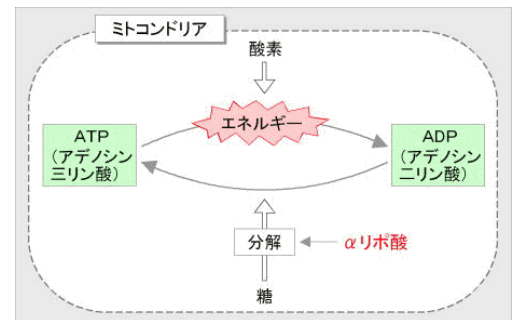 ミトコンドリア
酸素
エネルギー
ATP
（アデノシン
三リン酸）
ADP
（アデノシン
二リン酸）
分解
αリポ酸
糖